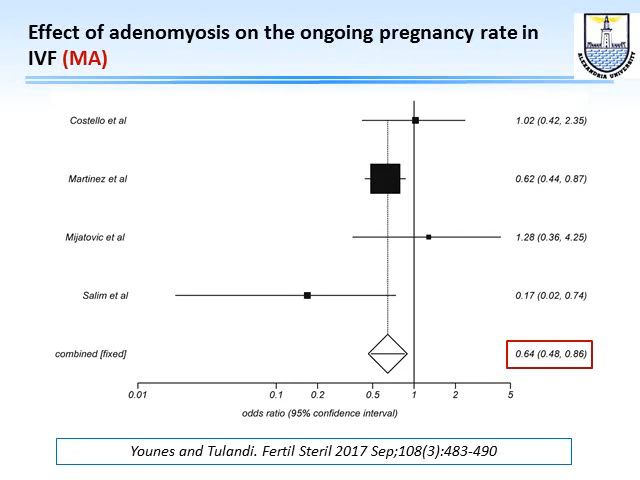 Effect of adenomyosis on the ongoing pregnancy rate in
IVF (MA)
ALEXANDRIA UNIVERSITY
Costello et al 1.02 (0.42, 2.35)
Martinez et al 0.62 (0.44, 0.87)
Mijatovic et al 1.28 (0.36, 4.25)
Salim et al 0.17 (0.02, 0.74)
combined [fixed] 0.64 (0.48, 0.86)
0.01 0.1 0.2 0.5 1 2 5
odds ratio (95% confidence interval)
Younes and Tulandi. Fertil Steril 2017 Sep;108(3):483-490